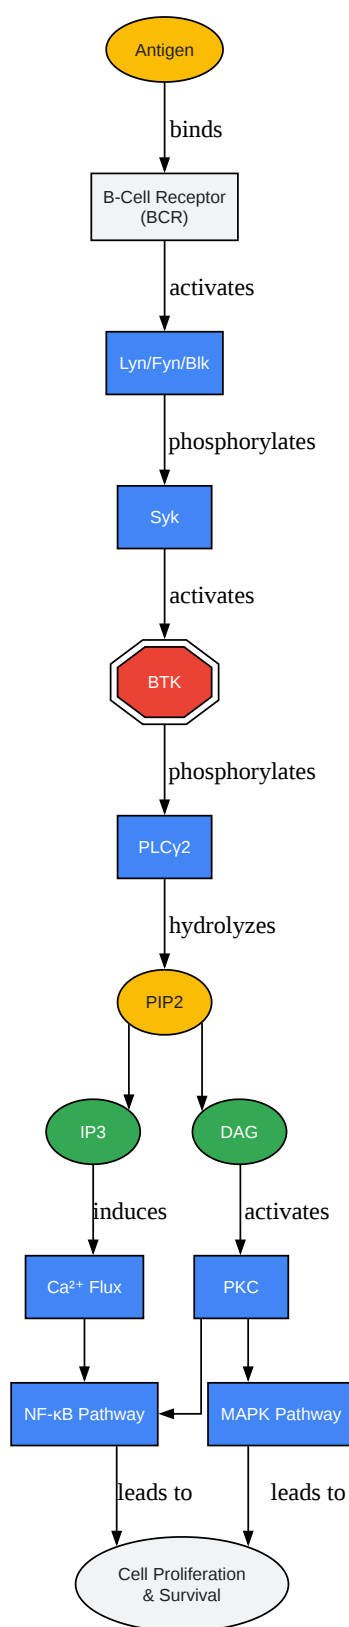 Antigen
binds
B-Cell Receptor
(BCR)
activates
Lyn/Fyn/Blk
phosphorylates
Syk
activates
BTK
phosphorylates
PLCγ2
hydrolyzes
PIP2
IP3
DAG
induces
activates
Ca²⁺ Flux
PKC
NF-κB Pathway
MAPK Pathway
leads to
leads to
Cell Proliferation
& Survival